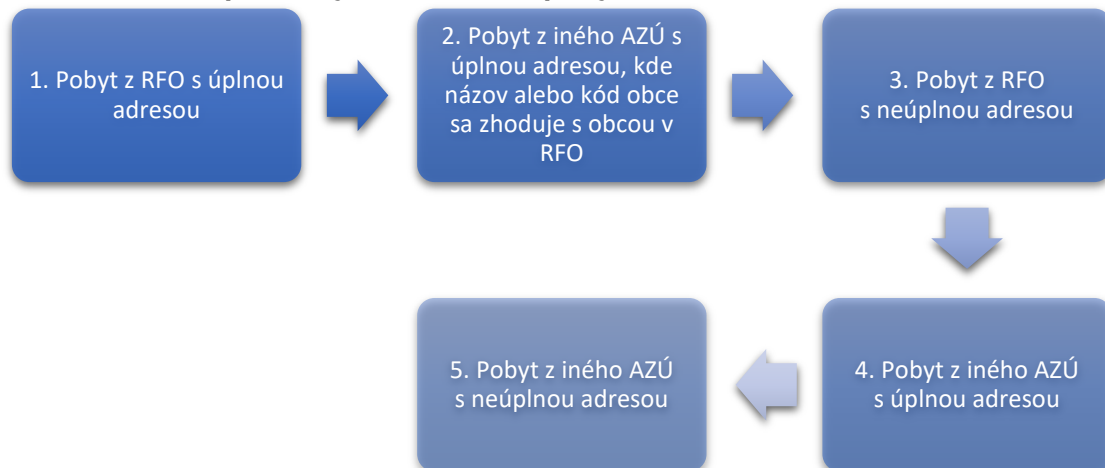 1. Pobyt z RFO s úplnou
adresou
2. Pobyt z iného AZÚ s
úplnou adresou, kde
názov alebo kód obce
sa zhoduje s obcou v
RFO
3. Pobyt z RFO
s neúplnou adresou
4. Pobyt z iného AZÚ
s úplnou adresou
5. Pobyt z iného AZÚ
s neúplnou adresou